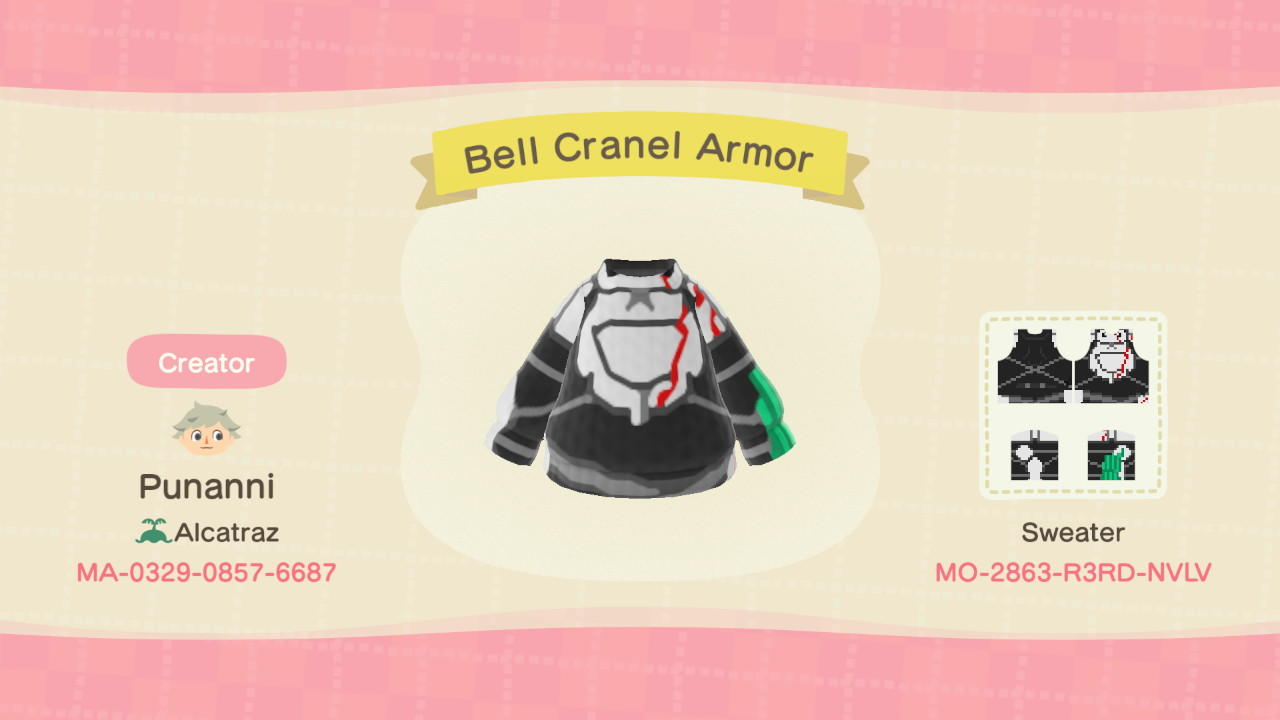 Bell Cranel Armor
Creator
Punanni
Alcatraz
MA-0329-0857-6687
Sweater
MO-2863-R3RD-NVLV